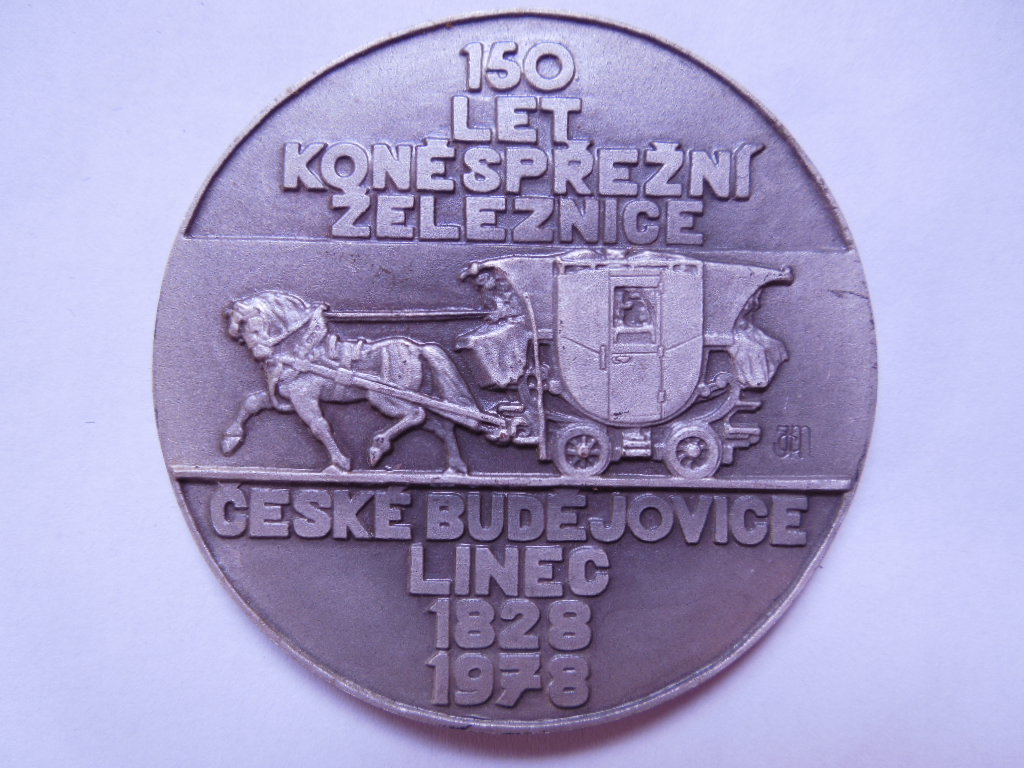 150
LET
KONĚSPŘEŽNÍ
ŽELEZNICE
ČESKÉ BUDĚJOVICE
LINEC
1828
1978